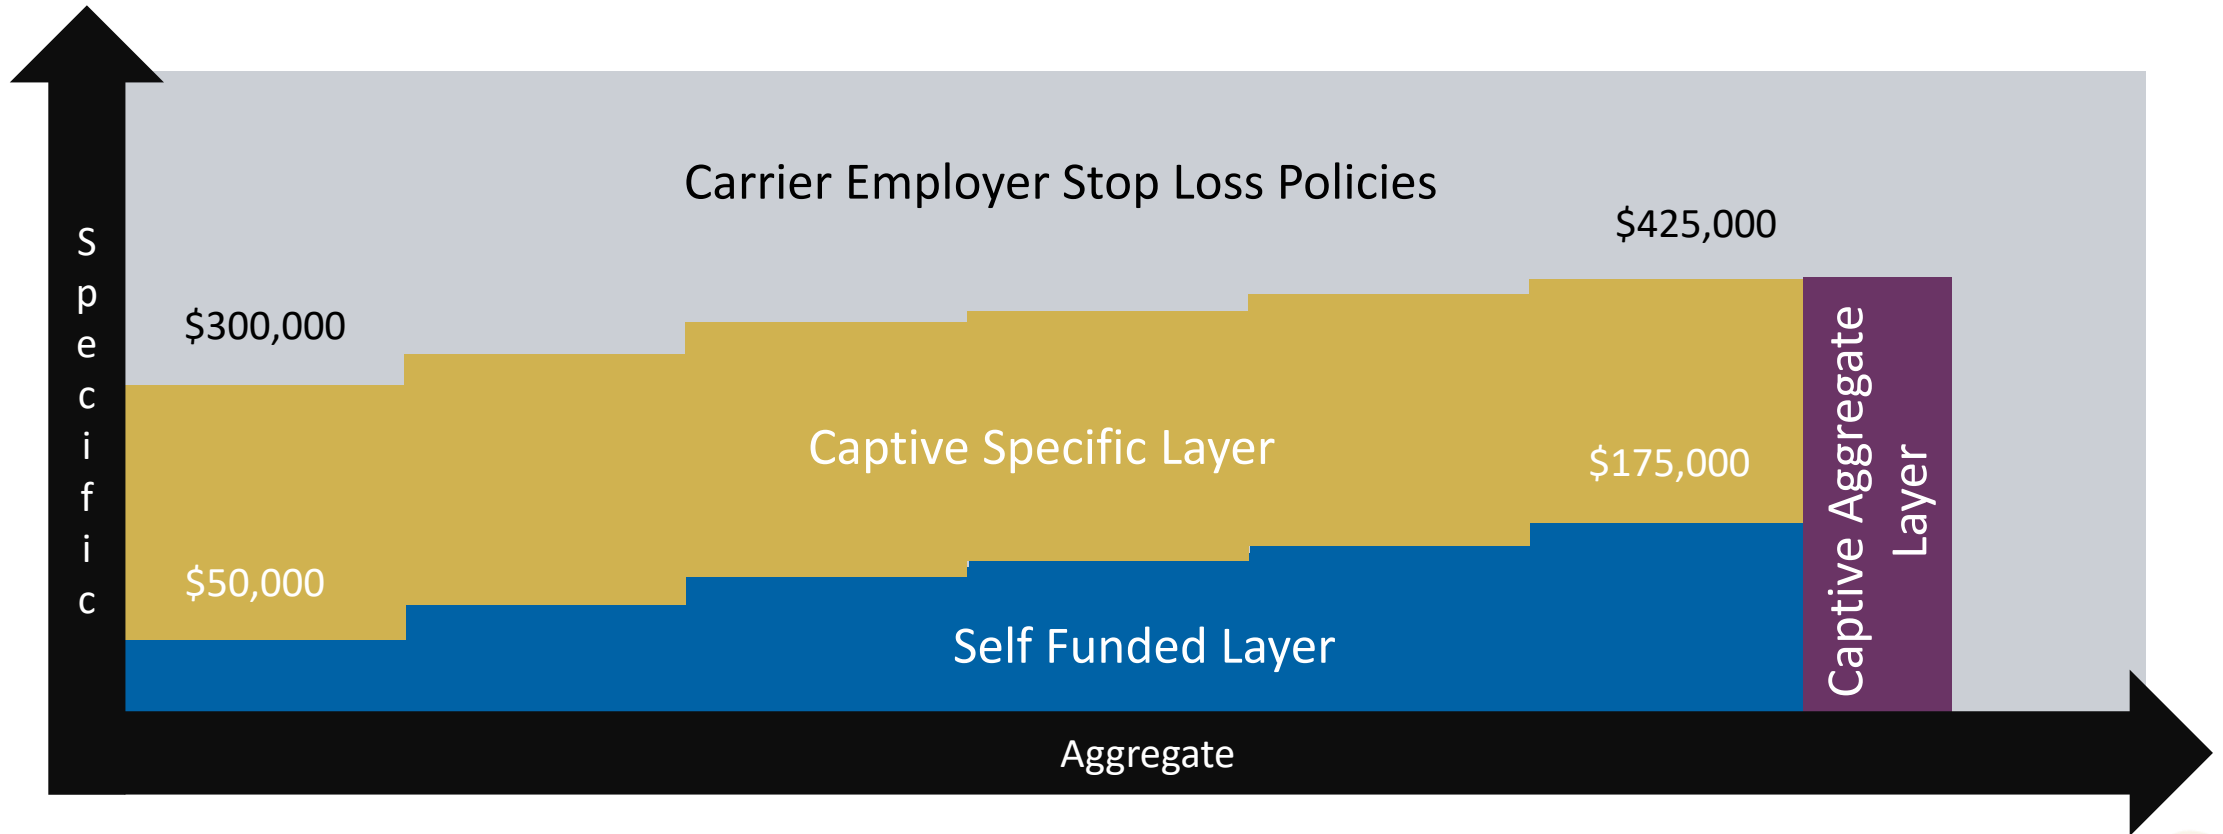 Carrier Employer Stop Loss Policies
$425,000
$300,000
Specific
Captive Specific Layer
$175,000
$50,000
Self Funded Layer
Captive Aggregate
Layer
Aggregate